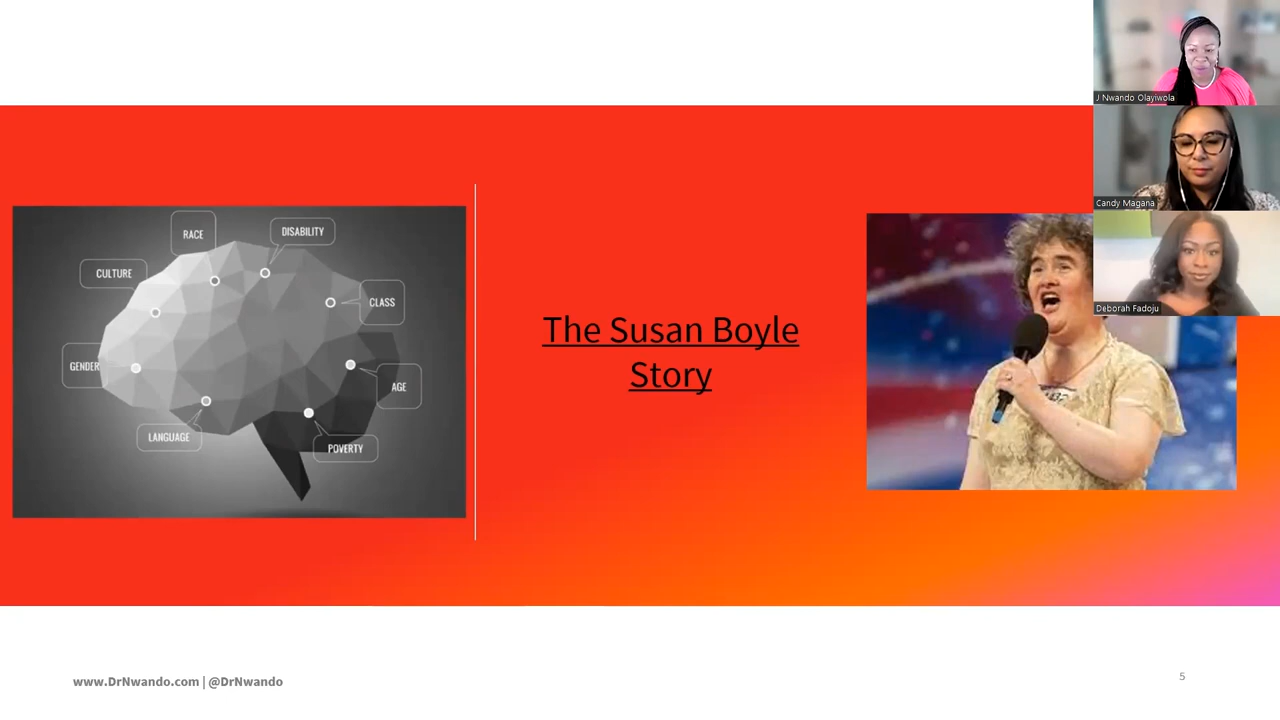 RACE
DISABILITY
CULTURE
CLASS
GENDER
AGE
LANGUAGE
POVERTY
The Susan Boyle
Story
J Nwando Olayiwola
Candy Magana
Deborah Fadoju
www.DrNwando.com | @DrNwando
5